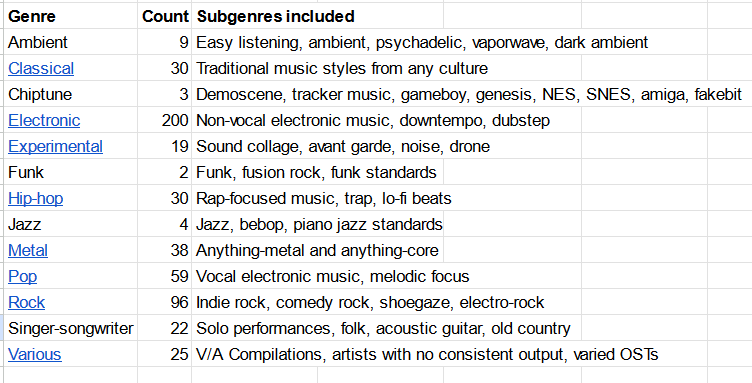 Genre Count Subgenres included
Ambient 9 Easy listening, ambient, psychadelic, vaporwave, dark ambient
Classical 30 Traditional music styles from any culture
Chiptune 3 Demoscene, tracker music, gameboy, genesis, NES, SNES, amiga, fakebit
Electronic 200 Non-vocal electronic music, downtempo, dubstep
Experimental 19 Sound collage, avant garde, noise, drone
Funk 2 Funk, fusion rock, funk standards
Hip-hop 30 Rap-focused music, trap, lo-fi beats
Jazz 4 Jazz, bebop, piano jazz standards
Metal 38 Anything-metal and anything-core
Pop 59 Vocal electronic music, melodic focus
Rock 96 Indie rock, comedy rock, shoegaze, electro-rock
Singer-songwriter 22 Solo performances, folk, acoustic guitar, old country
Various 25 V/A Compilations, artists with no consistent output, varied OSTs